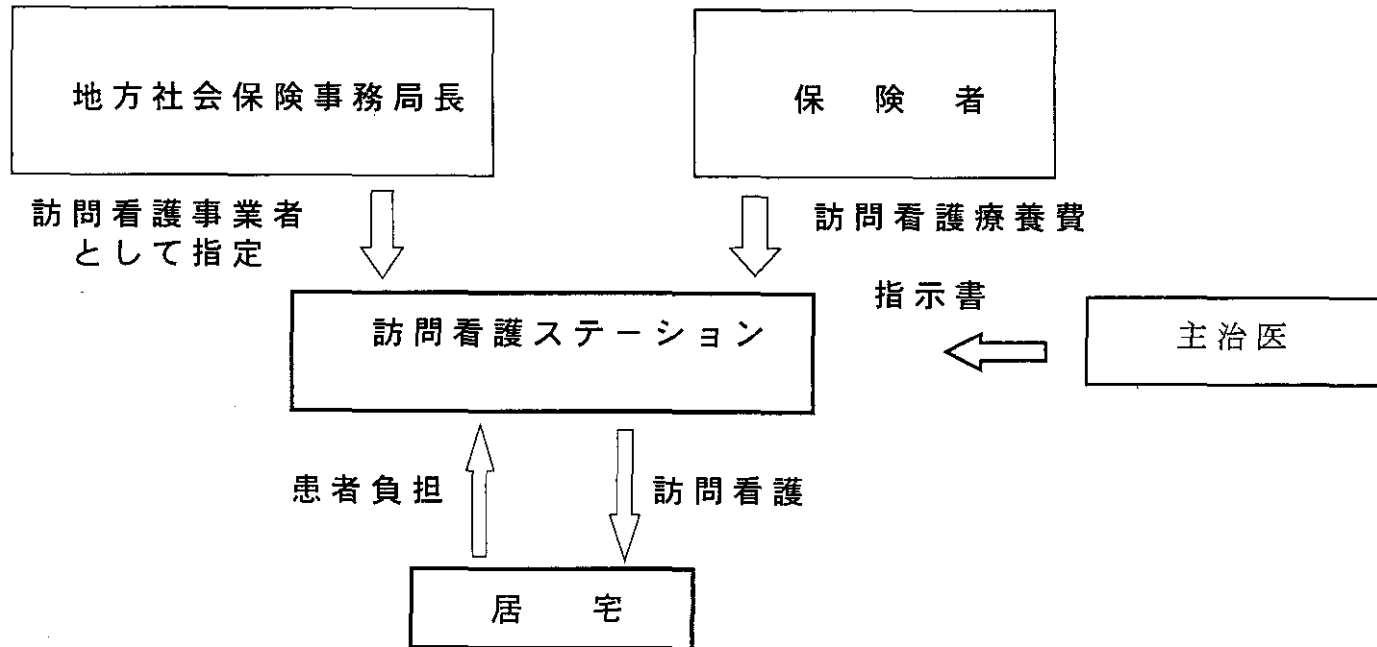 地方社会保険事務局長
保険者
訪問看護事業者
として指定
訪問看護療養費
指示書
訪問看護ステーション
主治医
患者負担
訪問看護
居宅